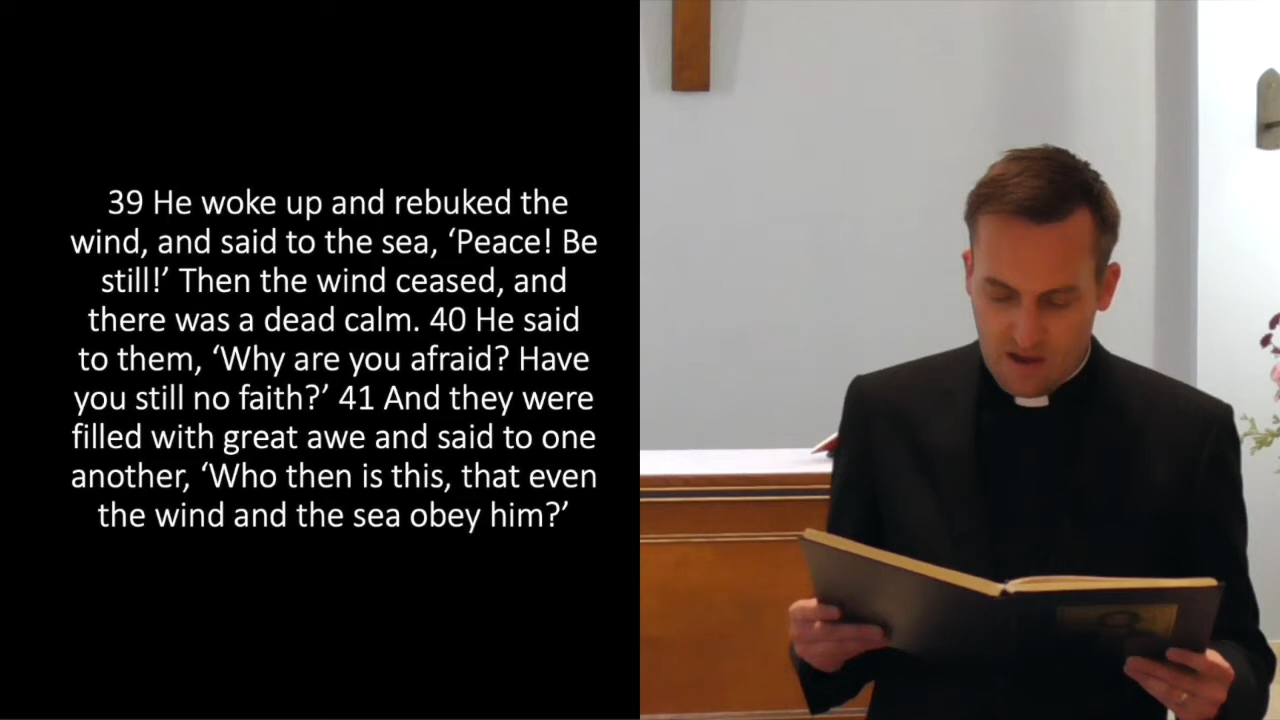 39 He woke up and rebuked the
wind, and said to the sea, ‘Peace! Be
still!’ Then the wind ceased, and
there was a dead calm. 40 He said
to them, ‘Why are you afraid? Have
you still no faith?’ 41 And they were
filled with great awe and said to one
another, ‘Who then is this, that even
the wind and the sea obey him?’